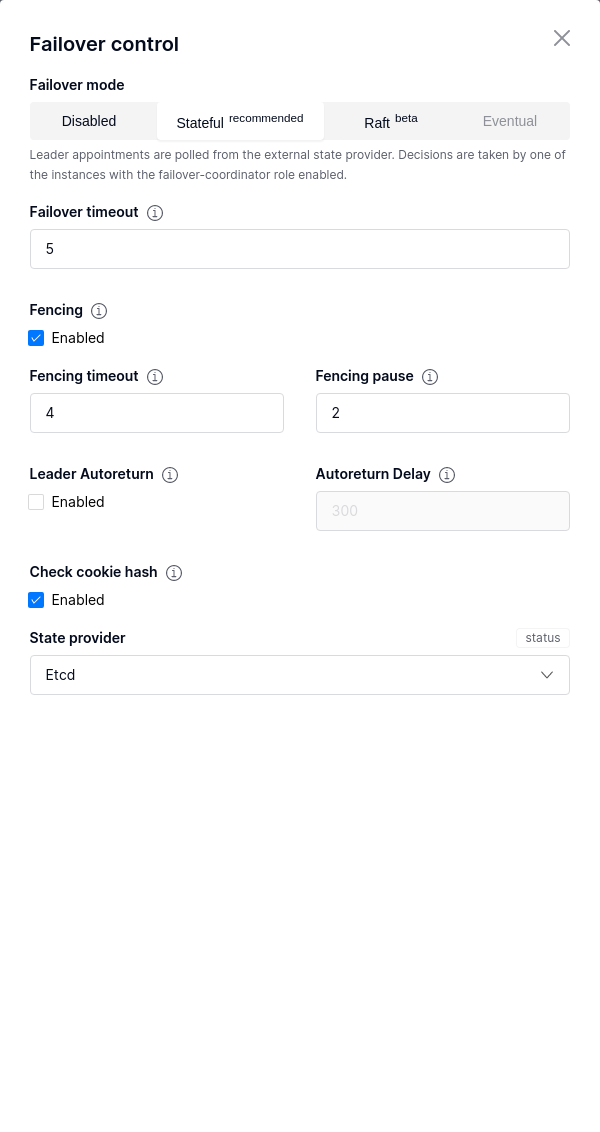 Failover control
Failover mode
Disabled Stateful recommended Raft beta Eventual
Leader appointments are polled from the external state provider. Decisions are taken by one of
the instances with the failover-coordinator role enabled.
Failover timeout
5
Fencing
Enabled
Fencing timeout Fencing pause
4 2
Leader Autoreturn Autoreturn Delay
Enabled 300
Check cookie hash
Enabled
State provider status
Etcd